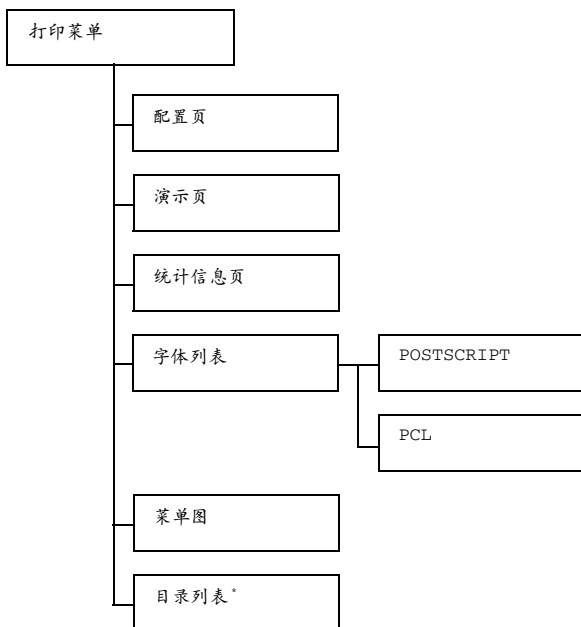 打印菜单
配置页
演示页
统计信息页
字体列表
POSTSCRIPT
PCL
菜单图
目录列表*